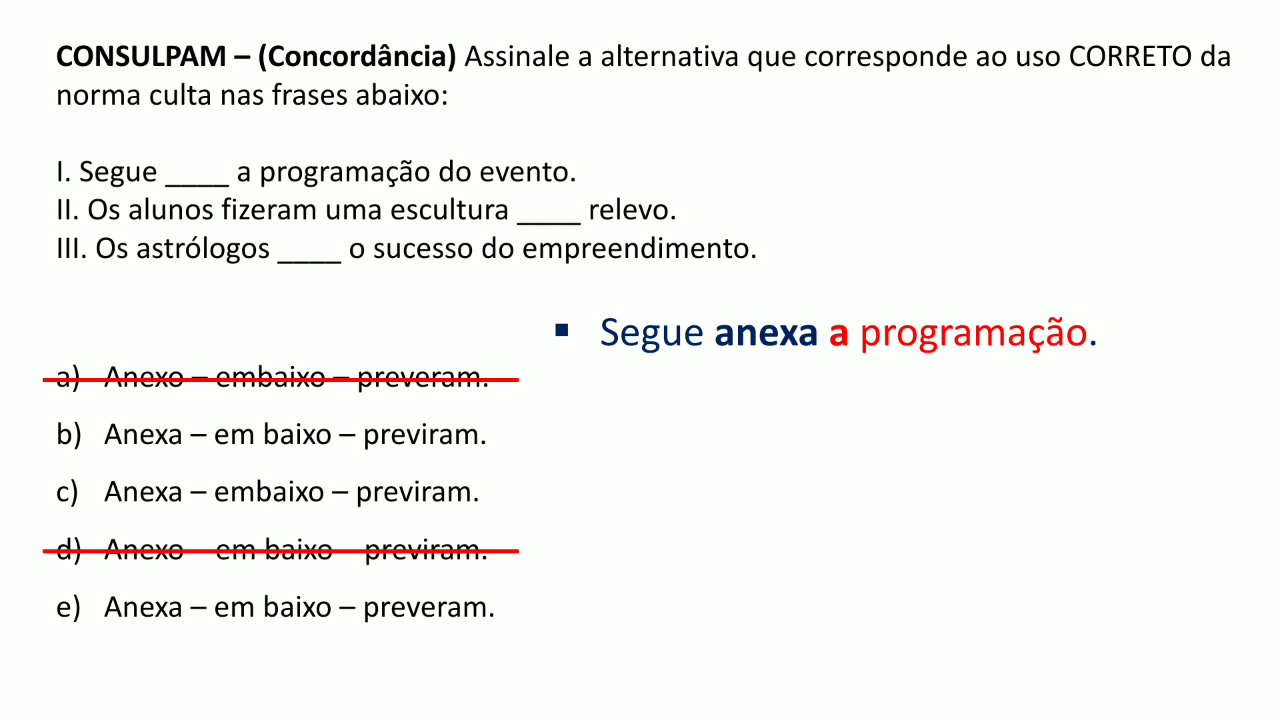 CONSULPAM – (Concordância) Assinale a alternativa que corresponde ao uso CORRETO da
norma culta nas frases abaixo:
I. Segue ____ a programação do evento.
II. Os alunos fizeram uma escultura ____ relevo.
III. Os astrólogos ____ o sucesso do empreendimento.
▪ Segue anexa a programação.
a) Anexo – embaixo – preveram.
b) Anexa – em baixo – previram.
c) Anexa – embaixo – previram.
d) Anexo – em baixo – previram.
e) Anexa – em baixo – preveram.